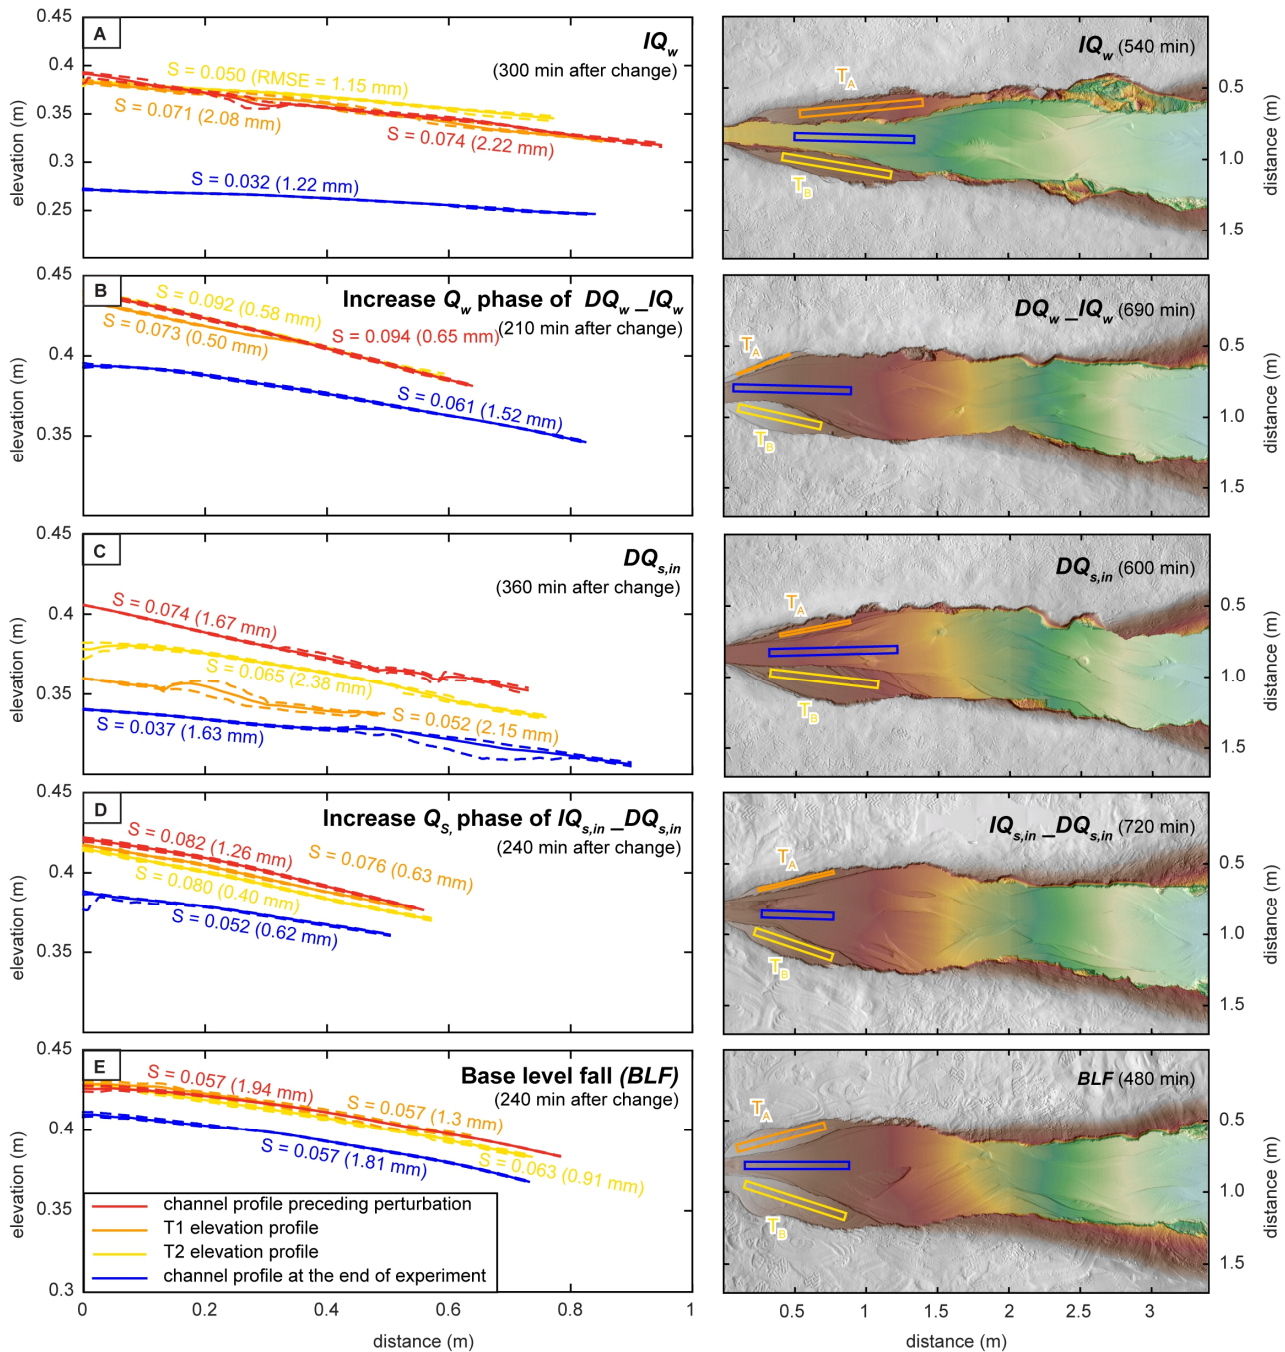 A
IQw
(300 min after change)
S = 0.050 (RMSE = 1.15 mm)
S = 0.071 (2.08 mm)
S = 0.074 (2.22 mm)
S = 0.032 (1.22 mm)
0.45
0.4
0.35
0.3
0.25
elevation (m)
IQw (540 min)
TA
TB
0.5
1.0
1.5
distance (m)
B
Increase Qw phase of DQw_IQw
(210 min after change)
S = 0.092 (0.58 mm)
S = 0.073 (0.50 mm)
S = 0.094 (0.65 mm)
S = 0.061 (1.52 mm)
0.45
0.4
0.35
elevation (m)
DQw_IQw (690 min)
TA
TB
0.5
1.0
1.5
distance (m)
C
DQs,in
(360 min after change)
S = 0.074 (1.67 mm)
S = 0.065 (2.38 mm)
S = 0.052 (2.15 mm)
S = 0.037 (1.63 mm)
0.45
0.4
0.35
elevation (m)
DQs,in (600 min)
TA
TB
0.5
1.0
1.5
distance (m)
D
Increase QS, phase of IQs,in_DQs,in
(240 min after change)
S = 0.082 (1.26 mm)
S = 0.076 (0.63 mm)
S = 0.080 (0.40 mm)
S = 0.052 (0.62 mm)
0.45
0.4
0.35
elevation (m)
IQs,in_DQs,in (720 min)
TA
TB
0.5
1.0
1.5
distance (m)
E
Base level fall (BLF)
(240 min after change)
S = 0.057 (1.94 mm)
S = 0.057 (1.3 mm)
S = 0.063 (0.91 mm)
S = 0.057 (1.81 mm)
channel profile preceding perturbation
T1 elevation profile
T2 elevation profile
channel profile at the end of experiment
0.45
0.4
0.35
0.3
elevation (m)
0 0.2 0.4 0.6 0.8 1
distance (m)
BLF (480 min)
TA
TB
0.5
1.0
1.5
distance (m)
0.5 1.0 1.5 2 2.5 3
distance (m)